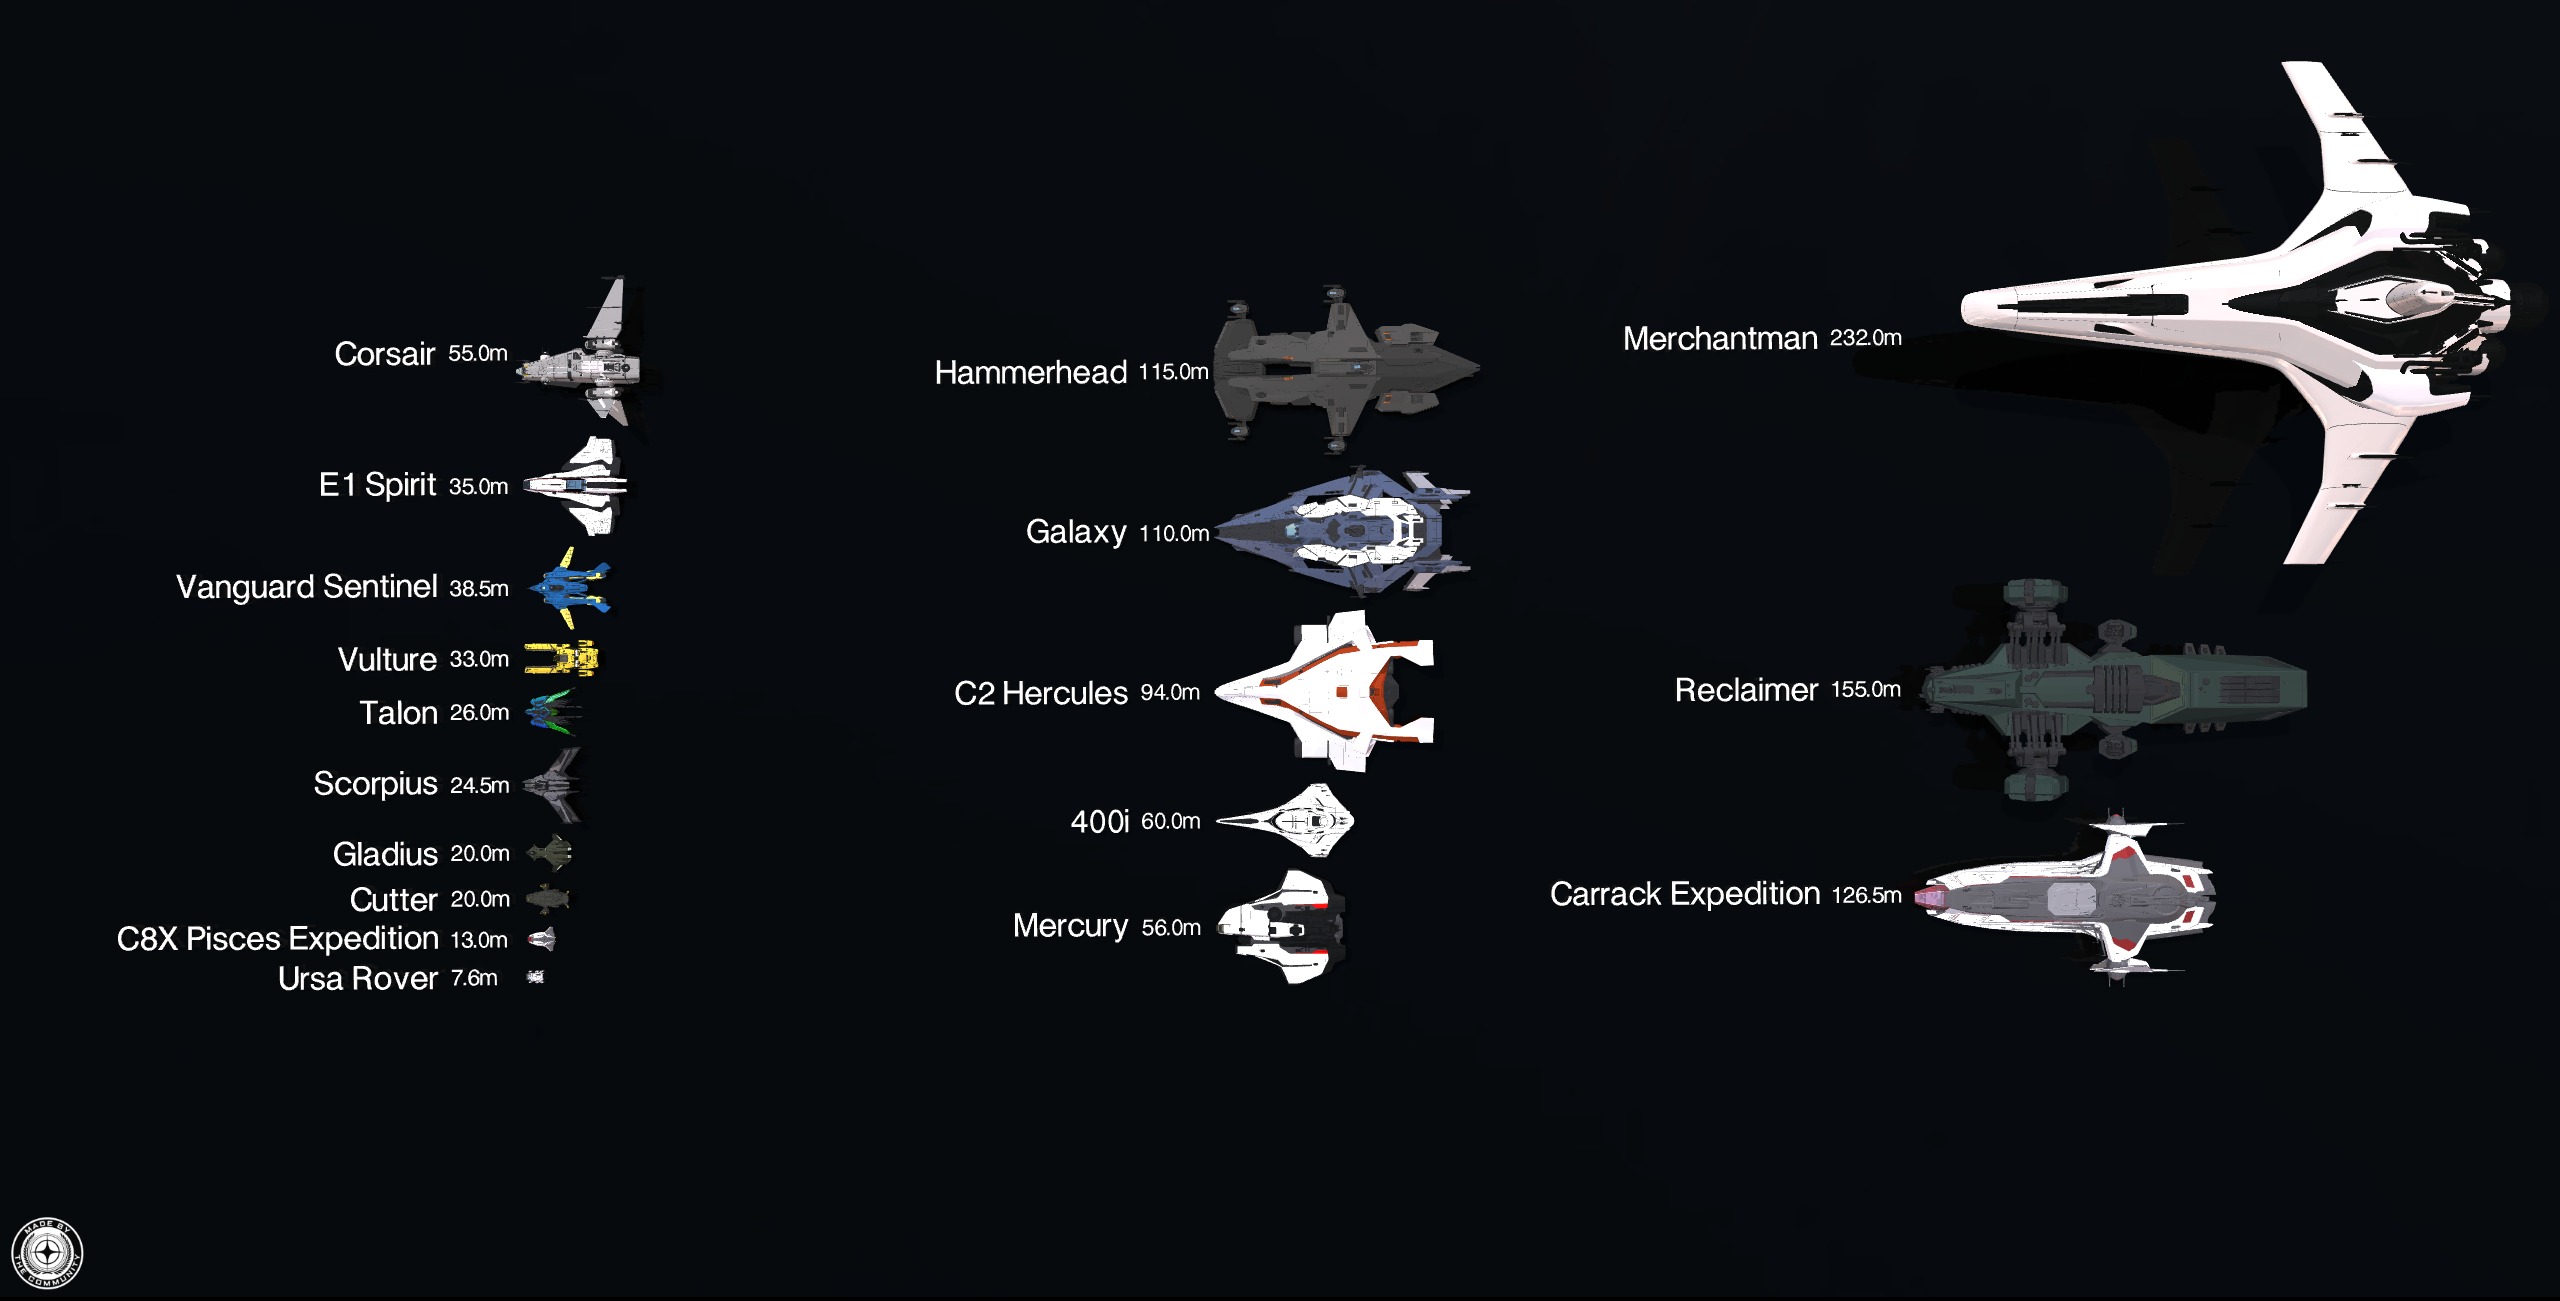 Corsair 55.0m
E1 Spirit 35.0m
Vanguard Sentinel 38.5m
Vulture 33.0m
Talon 26.0m
Scorpius 24.5m
Gladius 20.0m
Cutter 20.0m
C8X Pisces Expedition 13.0m
Ursa Rover 7.6m
Hammerhead 115.0m
Galaxy 110.0m
C2 Hercules 94.0m
400i 60.0m
Mercury 56.0m
Merchantman 232.0m
Reclaimer 155.0m
Carrack Expedition 126.5m
MADE BY
THE COMMUNITY